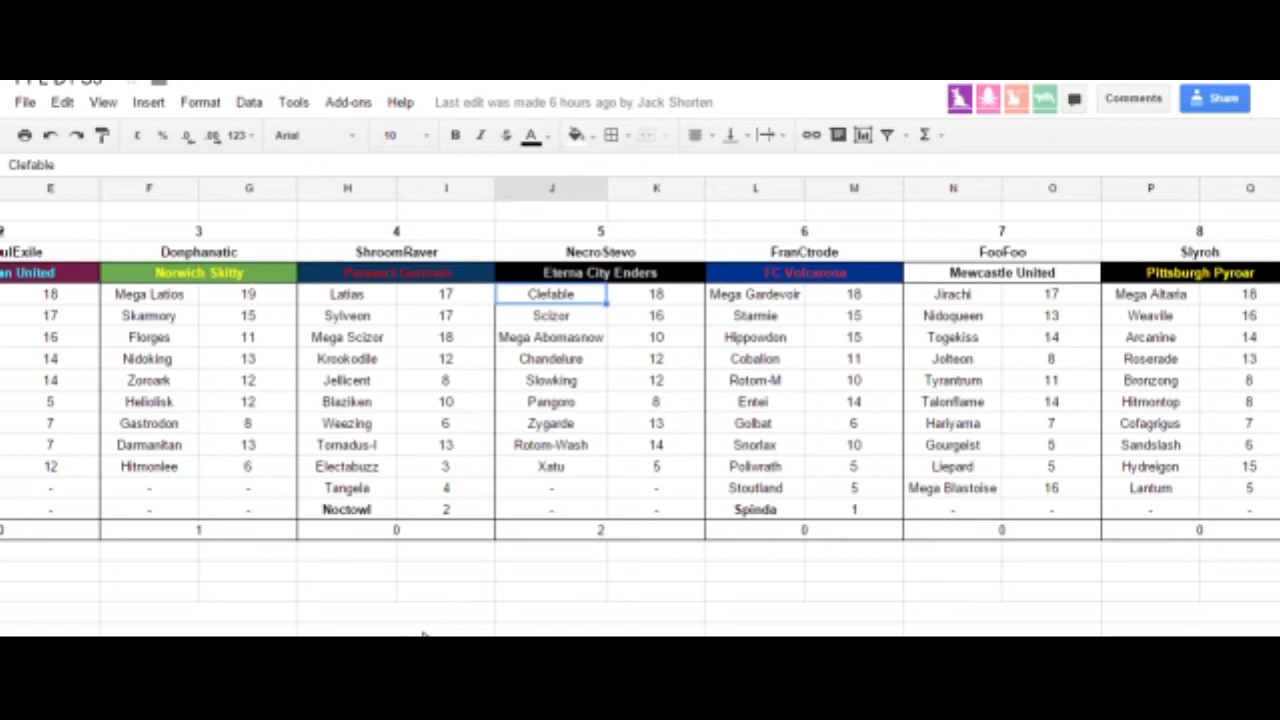 File Edit View Insert Format Data Tools Add-ons Help Last edit was made 6 hours ago by Jack Shorten Comments Share
£ % .0 .00 123 Arial 10 B I S A Σ
Clefable
E F G H I J K L M N O P Q
3 4 5 6 7 8
Donphanatic ShroomRaver NecroStevo FranCtrode FooFoo Slyroh
United Norwich Skitty FC Volcarona Eterna City Enders Mewcastle United Pittsburgh Pyroar
18 Mega Latios 19 Latias 17 Clefable 18 Mega Gardevoir 18 Jirachi 17 Mega Altaria 18
17 Skarmory 15 Sylveon 17 Scizor 16 Starmie 15 Nidoqueen 13 Weavile 16
16 Florges 11 Mega Scizor 18 Mega Abomasnow 10 Hippowdon 15 Togekiss 14 Arcanine 14
14 Nidoking 13 Krookodile 12 Chandelure 12 Cobalion 11 Jolteon 8 Roserade 13
14 Zoroark 12 Jellicent 8 Slowking 12 Rotom-M 10 Tyrantrum 11 Bronzong 8
5 Heliolisk 12 Blaziken 10 Pangoro 8 Entei 14 Talonflame 14 Hitmontop 8
7 Gastrodon 8 Weezing 6 Zygarde 13 Golbat 6 Hariyama 7 Cofagrigus 7
7 Darmanitan 13 Tornadus-I 13 Rotom-Wash 14 Snorlax 10 Gourgeist 5 Sandslash 6
12 Hitmonlee 6 Electabuzz 3 Xatu 5 Poliwrath 5 Liepard 5 Hydreigon 15
- - - Tangela 4 - - Stoutland 5 Mega Blastoise 16 Lanturn 5
- - - Noctowl 2 - - Spinda 1 - - - -
0 1 0 2 0 0 0